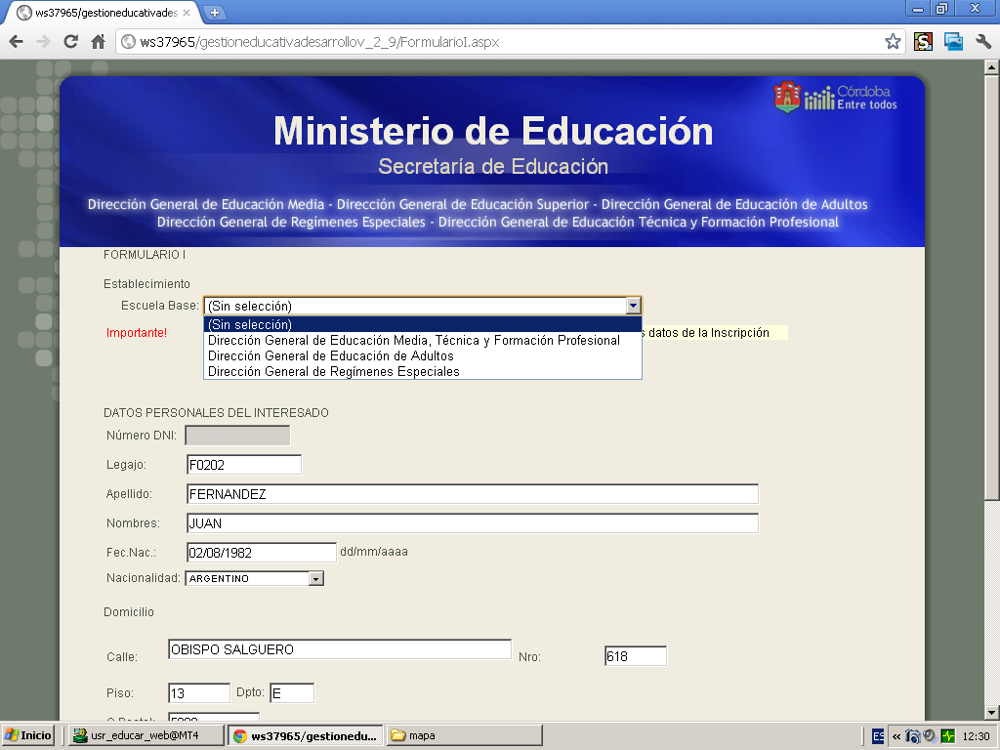 ws37965/gestioneducativades
ws37965/gestioneducativadesarrollov_2_9/FormularioI.aspx
Córdoba
Entre todos
Ministerio de Educación
Secretaría de Educación
Dirección General de Educación Media - Dirección General de Educación Superior - Dirección General de Educación de Adultos
Dirección General de Regímenes Especiales - Dirección General de Educación Técnica y Formación Profesional
FORMULARIO I
Establecimiento
Escuela Base: (Sin selección)
(Sin selección)
Importante! s datos de la Inscripción
Dirección General de Educación Media, Técnica y Formación Profesional
Dirección General de Educación de Adultos
Dirección General de Regímenes Especiales
DATOS PERSONALES DEL INTERESADO
Número DNI:
Legajo: F0202
Apellido: FERNANDEZ
Nombres: JUAN
Fec.Nac.: 02/08/1982 dd/mm/aaaa
Nacionalidad: ARGENTINO
Domicilio
Calle: OBISPO SALGUERO Nro: 618
Piso: 13 Dpto: E
Inicio usr_educar_web@MT4 ws37965/gestionedu... mapa ES « 12:30